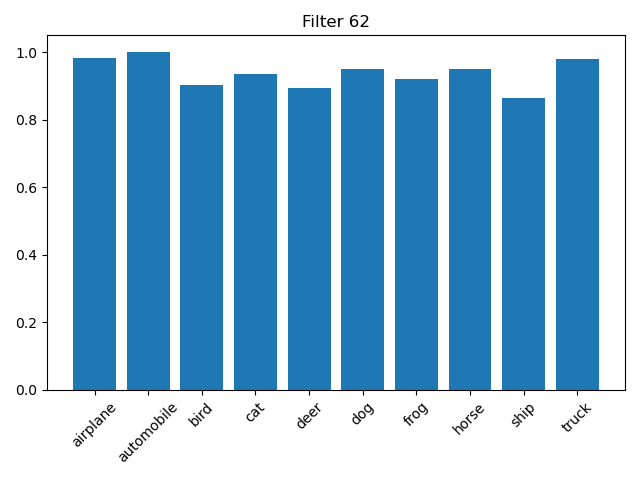 Filter 62
1.0
0.8
0.6
0.4
0.2
0.0
airplane
automobile
bird
cat
deer
dog
frog
horse
ship
truck